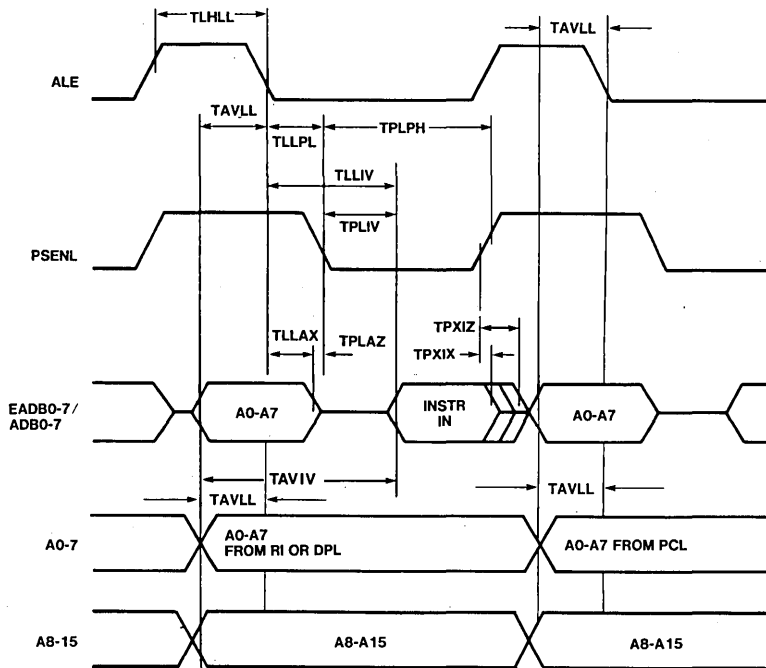 TLHLL
TAVLL
ALE
TAVLL
TLLPL
TPLPH
TLLIV
TPLIV
PSENL
TPXIZ
TLLAX
TPLAZ
TPXIX
EADB0-7/
ADB0-7
A0-A7
INSTR
IN
A0-A7
TAVIV
TAVLL
TAVLL
A0-7
A0-A7
FROM RI OR DPL
A0-A7 FROM PCL
A8-15
A8-A15
A8-A15